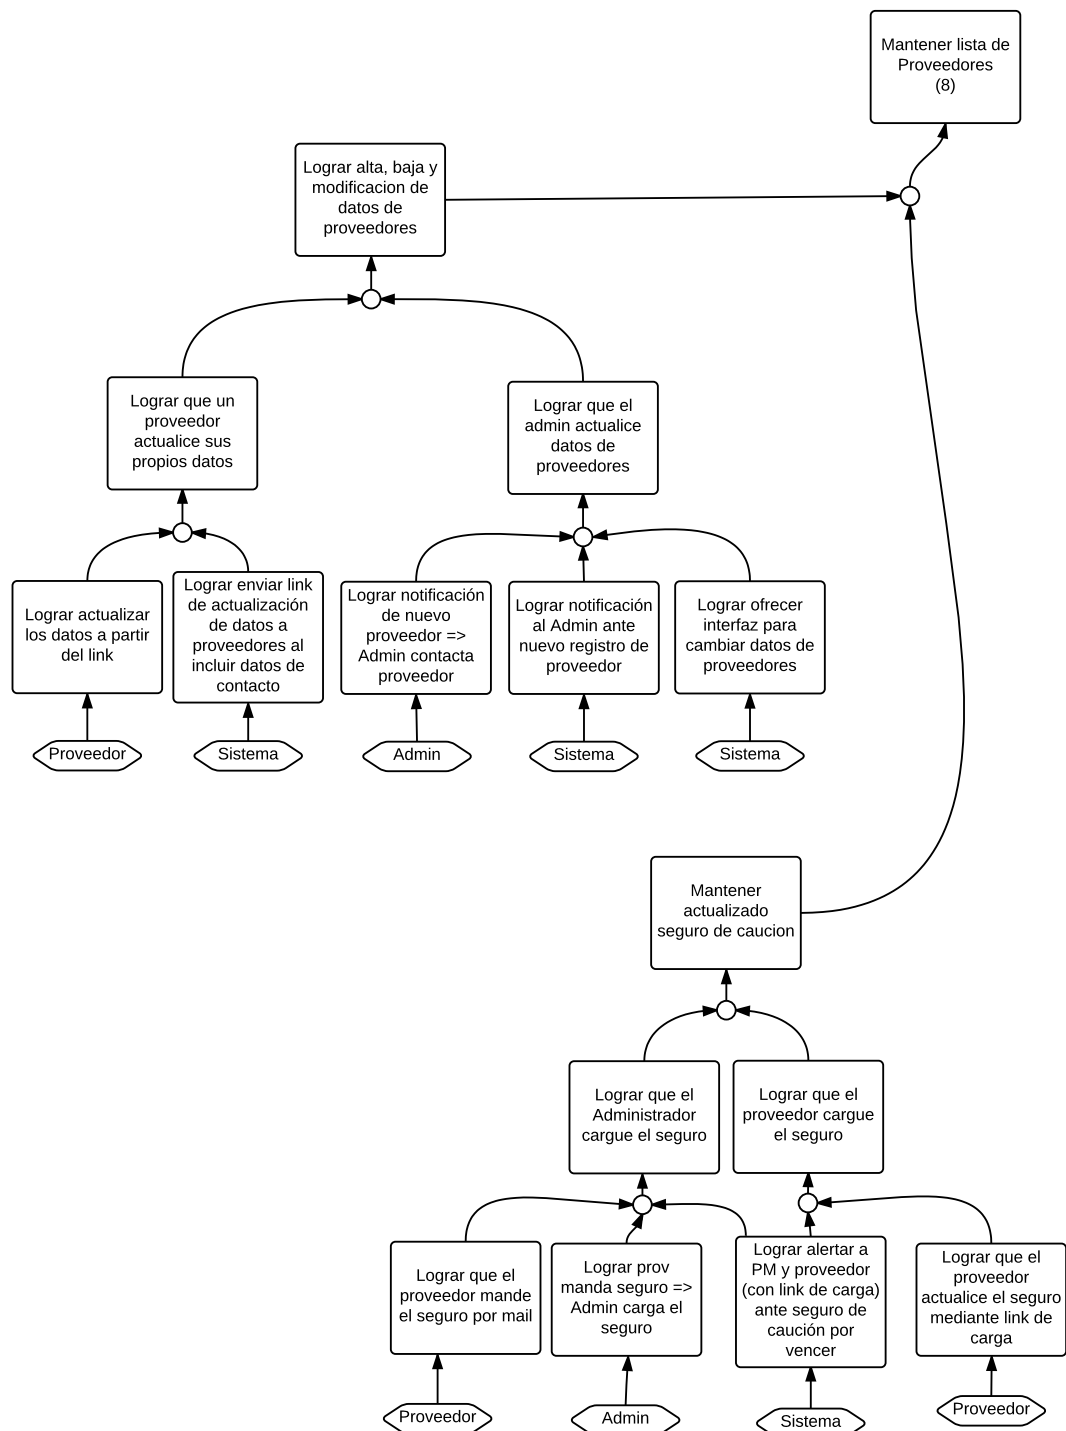 Mantener lista de
Proveedores
(8)
Lograr alta, baja y
modificacion de
datos de
proveedores
Lograr que un
proveedor
actualice sus
propios datos
Lograr que el
admin actualice
datos de
proveedores
Lograr actualizar
los datos a partir
del link
Lograr enviar link
de actualización
de datos a
proveedores al
incluir datos de
contacto
Lograr notificación
de nuevo
proveedor =>
Admin contacta
proveedor
Lograr notificación
al Admin ante
nuevo registro de
proveedor
Lograr ofrecer
interfaz para
cambiar datos de
proveedores
Proveedor
Sistema
Admin
Sistema
Sistema
Mantener
actualizado
seguro de caucion
Lograr que el
Administrador
cargue el seguro
Lograr que el
proveedor cargue
el seguro
Lograr que el
proveedor mande
el seguro por mail
Lograr prov
manda seguro =>
Admin carga el
seguro
Lograr alertar a
PM y proveedor
(con link de carga)
ante seguro de
caución por
vencer
Lograr que el
proveedor
actualice el seguro
mediante link de
carga
Proveedor
Admin
Sistema
Proveedor